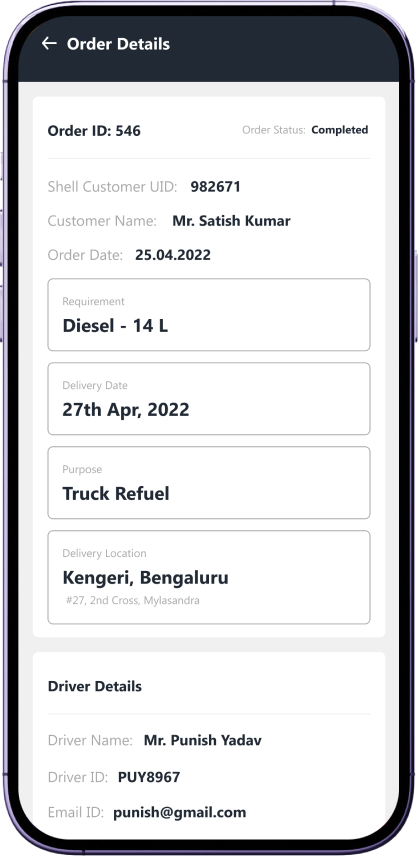 Order Details
Order ID: 546 Order Status: Completed
Shell Customer UID: 982671
Customer Name: Mr. Satish Kumar
Order Date: 25.04.2022
Requirement
Diesel - 14 L
Delivery Date
27th Apr, 2022
Purpose
Truck Refuel
Delivery Location
Kengeri, Bengaluru
#27, 2nd Cross, Mylasandra
Driver Details
Driver Name: Mr. Punish Yadav
Driver ID: PUY8967
Email ID: punish@gmail.com